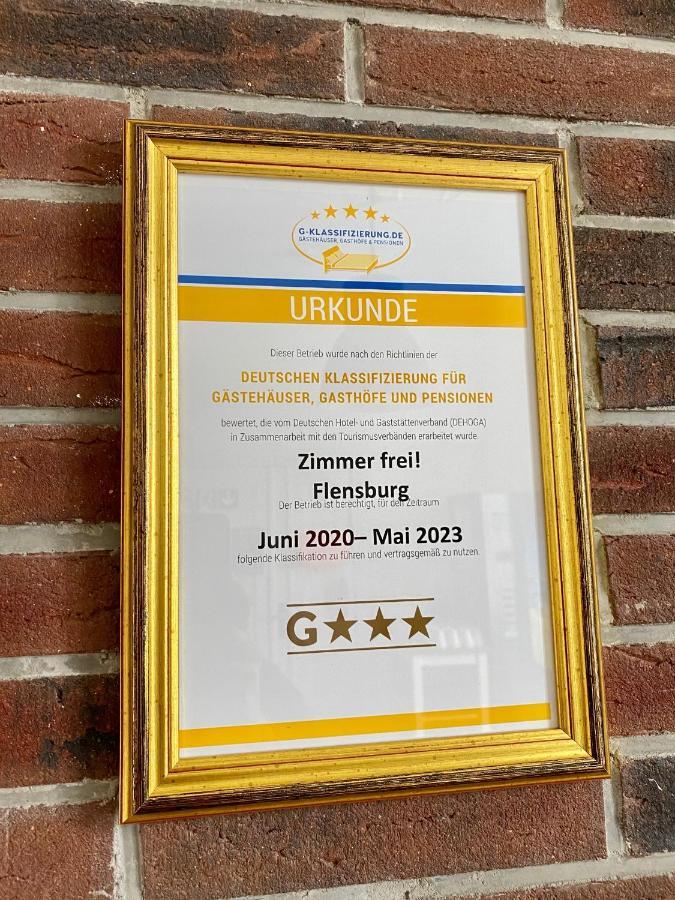 G-KLASSIFIZIERUNG.DE
GÄSTEHÄUSER, GASTHÖFE & PENSIONEN
URKUNDE
Dieser Betrieb wurde nach den Richtlinien der
DEUTSCHEN KLASSIFIZIERUNG FÜR
GÄSTEHÄUSER, GASTHÖFE UND PENSIONEN
bewertet, die vom Deutschen Hotel- und Gaststättenverband (DEHOGA)
in Zusammenarbeit mit den Tourismusverbänden erarbeitet wurde.
Zimmer frei!
Flensburg
Der Betrieb ist berechtigt, für den Zeitraum
Juni 2020– Mai 2023
folgende Klassifikation zu führen und vertragsgemäß zu nutzen.
G★★★